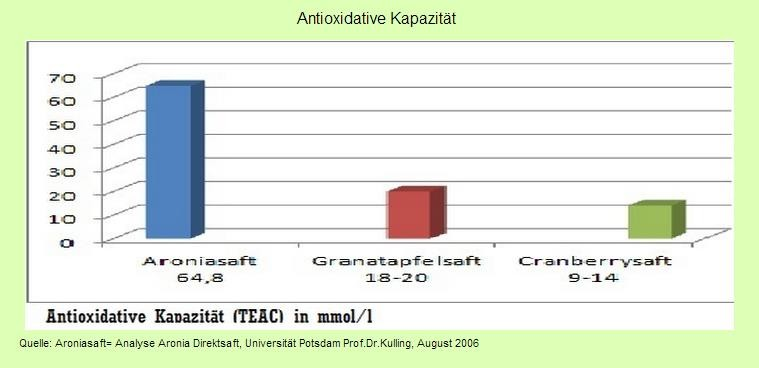 Antioxidative Kapazität
70
60
50
40
30
20
10
0
Aroniasaft Granatapfelsaft Cranberrysaft
64,8 18-20 9-14
Antioxidative Kapazität (TEAC) in mmol/l
Quelle: Aroniasaft= Analyse Aronia Direktsaft, Universität Potsdam Prof.Dr.Kulling, August 2006